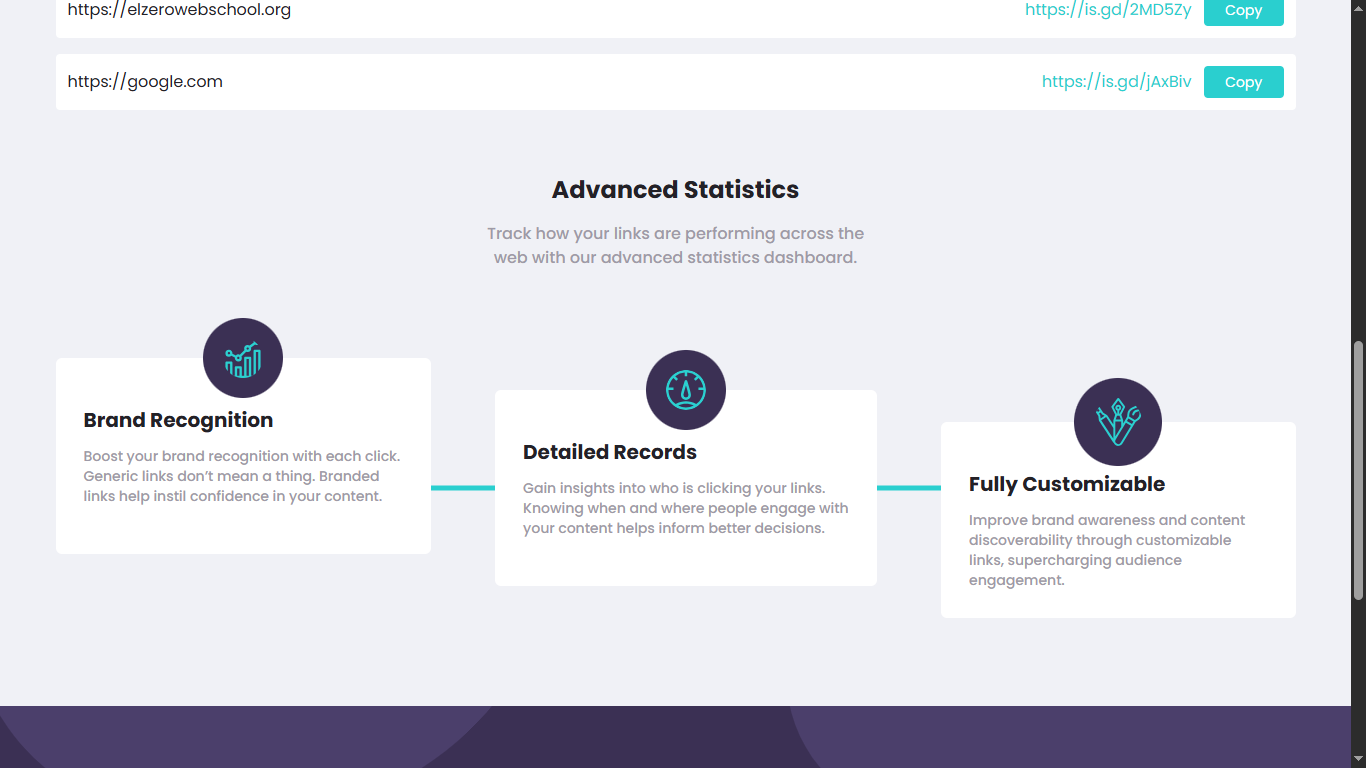 https://elzerowebschool.org
https://is.gd/2MD5Zy
Copy
https://google.com
https://is.gd/jAxBiv
Copy
Advanced Statistics
Track how your links are performing across the
web with our advanced statistics dashboard.
Brand Recognition
Boost your brand recognition with each click.
Generic links don’t mean a thing. Branded
links help instil confidence in your content.
Detailed Records
Gain insights into who is clicking your links.
Knowing when and where people engage with
your content helps inform better decisions.
Fully Customizable
Improve brand awareness and content
discoverability through customizable
links, supercharging audience
engagement.